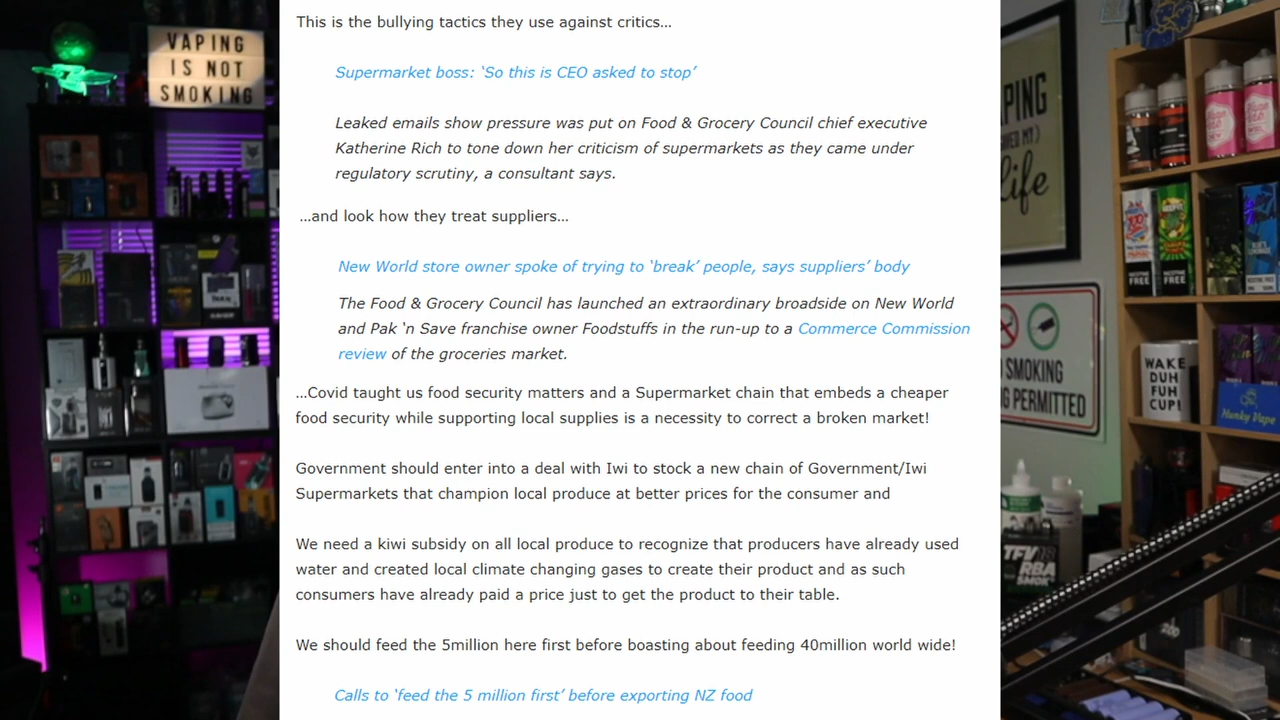 VAPING
IS NOT
SMOKING
This is the bullying tactics they use against critics…
Supermarket boss: ‘So this is CEO asked to stop’
Leaked emails show pressure was put on Food & Grocery Council chief executive
Katherine Rich to tone down her criticism of supermarkets as they came under
regulatory scrutiny, a consultant says.
…and look how they treat suppliers…
New World store owner spoke of trying to ‘break’ people, says suppliers’ body
The Food & Grocery Council has launched an extraordinary broadside on New World
and Pak ‘n Save franchise owner Foodstuffs in the run-up to a Commerce Commission
review of the groceries market.
…Covid taught us food security matters and a Supermarket chain that embeds a cheaper
food security while supporting local supplies is a necessity to correct a broken market!
Government should enter into a deal with Iwi to stock a new chain of Government/Iwi
Supermarkets that champion local produce at better prices for the consumer and
We need a kiwi subsidy on all local produce to recognize that producers have already used
water and created local climate changing gases to create their product and as such
consumers have already paid a price just to get the product to their table.
We should feed the 5million here first before boasting about feeding 40million world wide!
Calls to ‘feed the 5 million first’ before exporting NZ food
PING
life
SMOKING
PERMITTED
WAKE
DUH
FUH
CUP!
Hunky Vape
NICOTINE
FREE
NICOTINE
FREE
TFV18
RBA
SMOK